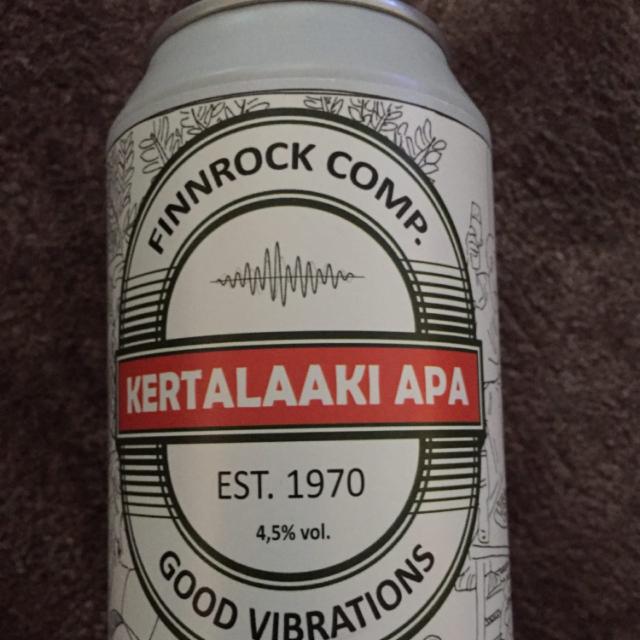 FINNROCK COMP.
KERTALAAKI APA
EST. 1970
4,5% vol.
GOOD VIBRATIONS